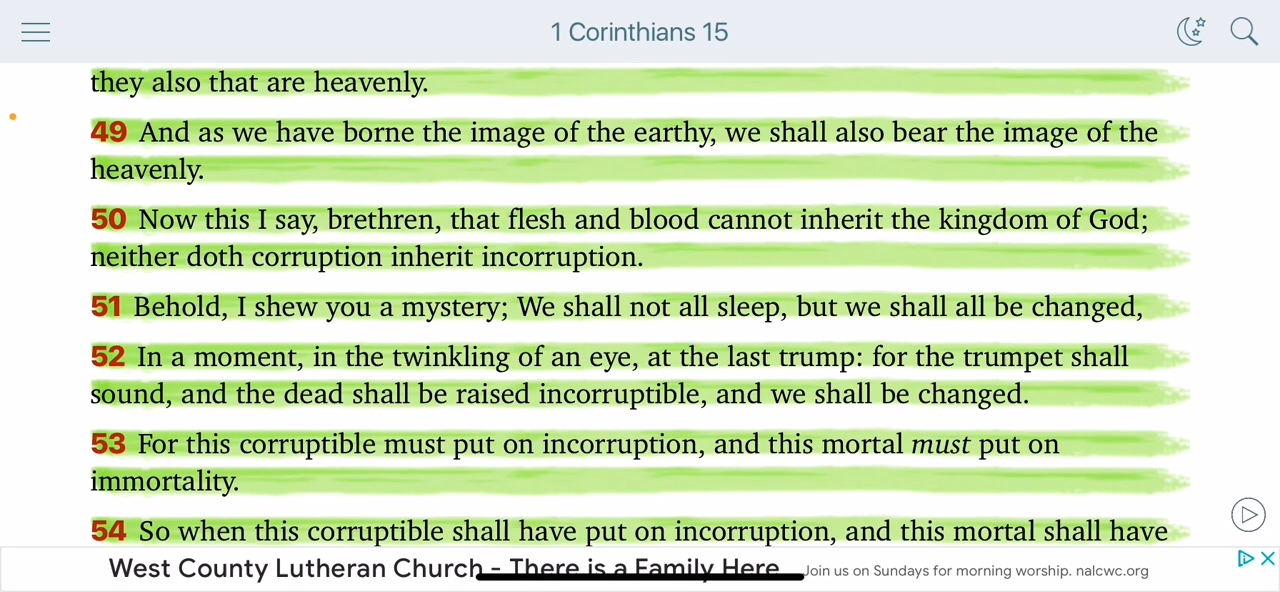 1 Corinthians 15
they also that are heavenly.
49 And as we have borne the image of the earthy, we shall also bear the image of the
heavenly.
50 Now this I say, brethren, that flesh and blood cannot inherit the kingdom of God;
neither doth corruption inherit incorruption.
51 Behold, I shew you a mystery; We shall not all sleep, but we shall all be changed,
52 In a moment, in the twinkling of an eye, at the last trump: for the trumpet shall
sound, and the dead shall be raised incorruptible, and we shall be changed.
53 For this corruptible must put on incorruption, and this mortal must put on
immortality.
54 So when this corruptible shall have put on incorruption, and this mortal shall have
West County Lutheran Church - There is a Family Here Join us on Sundays for morning worship. nalcwc.org